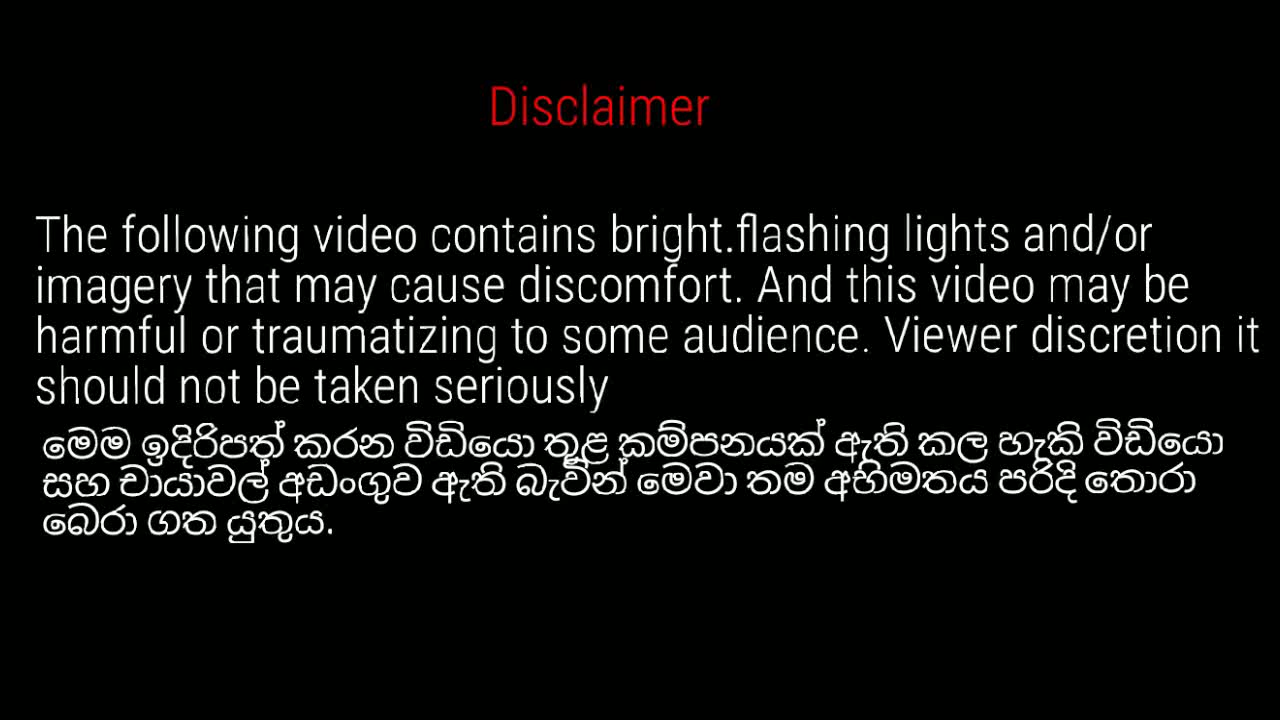 Disclaimer
The following video contains bright.flashing lights and/or
imagery that may cause discomfort. And this video may be
harmful or traumatizing to some audience. Viewer discretion it
should not be taken seriously
මෙම ඉදිරිපත් කරන විඩියො තුළ කම්පනයක් ඇති කල හැකි විඩියො
සහ චායාවල් අඩංගුව ඇති බැවින් මෙවා තම අභිමතය පරිදි තොරා
බෙරා ගත යුතුය.